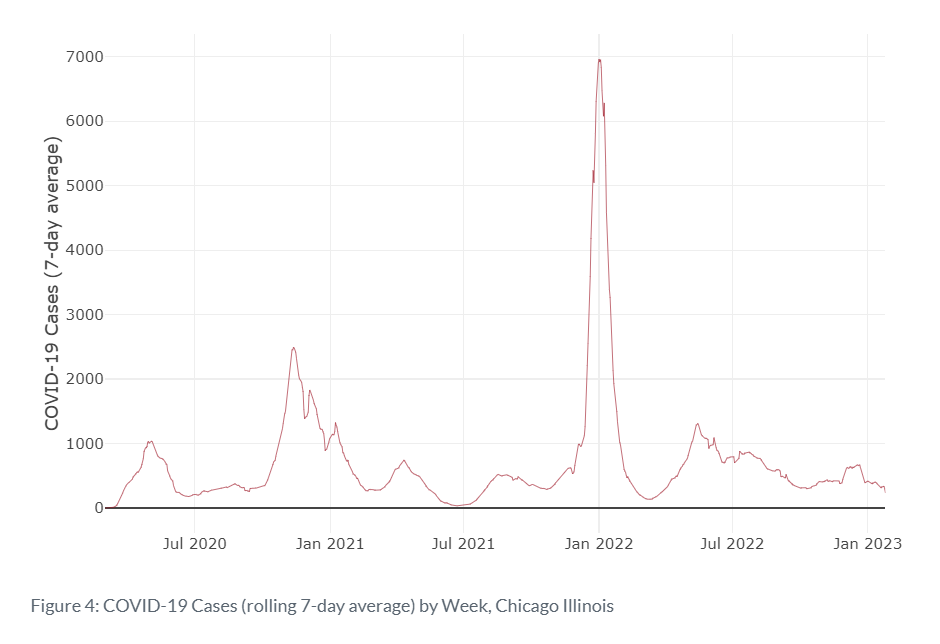 COVID-19 Cases (7-day average)
7000
6000
5000
4000
3000
2000
1000
0
Jul 2020 Jan 2021 Jul 2021 Jan 2022 Jul 2022 Jan 2023
Figure 4: COVID-19 Cases (rolling 7-day average) by Week, Chicago Illinois